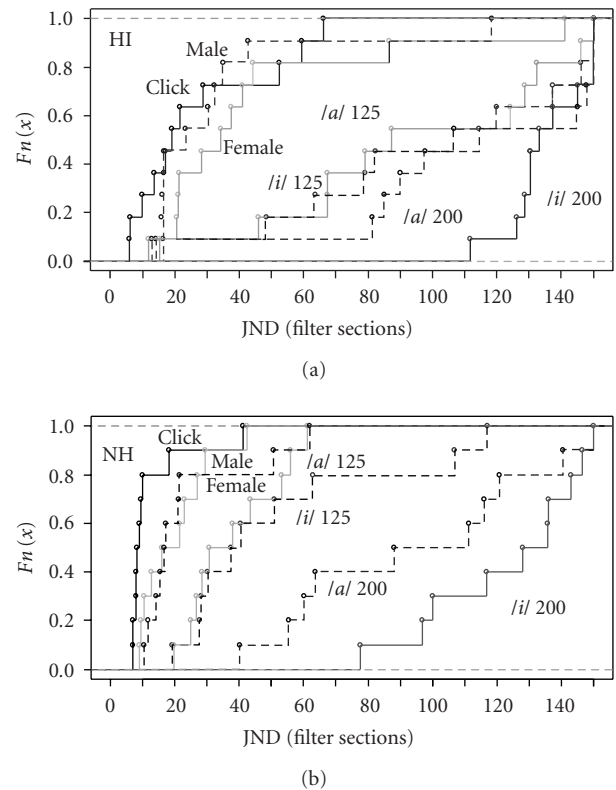 HI
Male
Click
Female
/a/ 125
/i/ 125
/a/ 200
/i/ 200
Fn(x)
1.0
0.8
0.6
0.4
0.2
0.0
0 20 40 60 80 100 120 140
JND (filter sections)
(a)
NH
Click
Male
Female
/a/ 125
/i/ 125
/a/ 200
/i/ 200
Fn(x)
1.0
0.8
0.6
0.4
0.2
0.0
0 20 40 60 80 100 120 140
JND (filter sections)
(b)